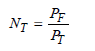 N_T = P_F / P_T